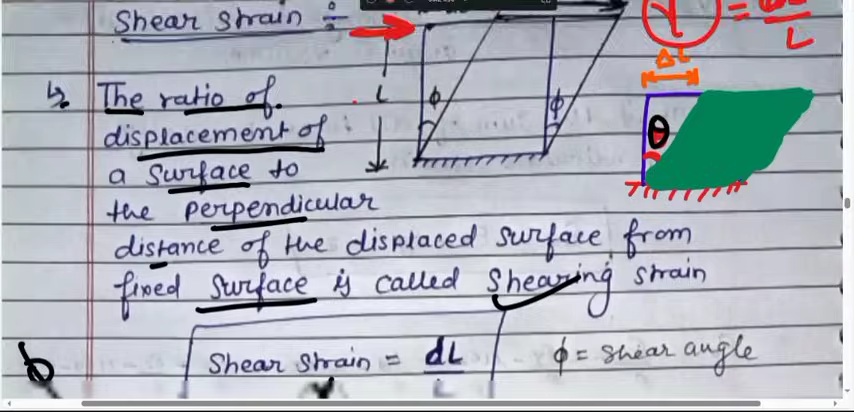 Shear strain :-
L
ϕ
ϕ
γ = ΔL/L
ΔL
θ
↳ The ratio of
displacement of
a surface to
the perpendicular
distance of the displaced surface from
fixed surface is called shearing strain
Shear strain = dL/L
ϕ = shear angle